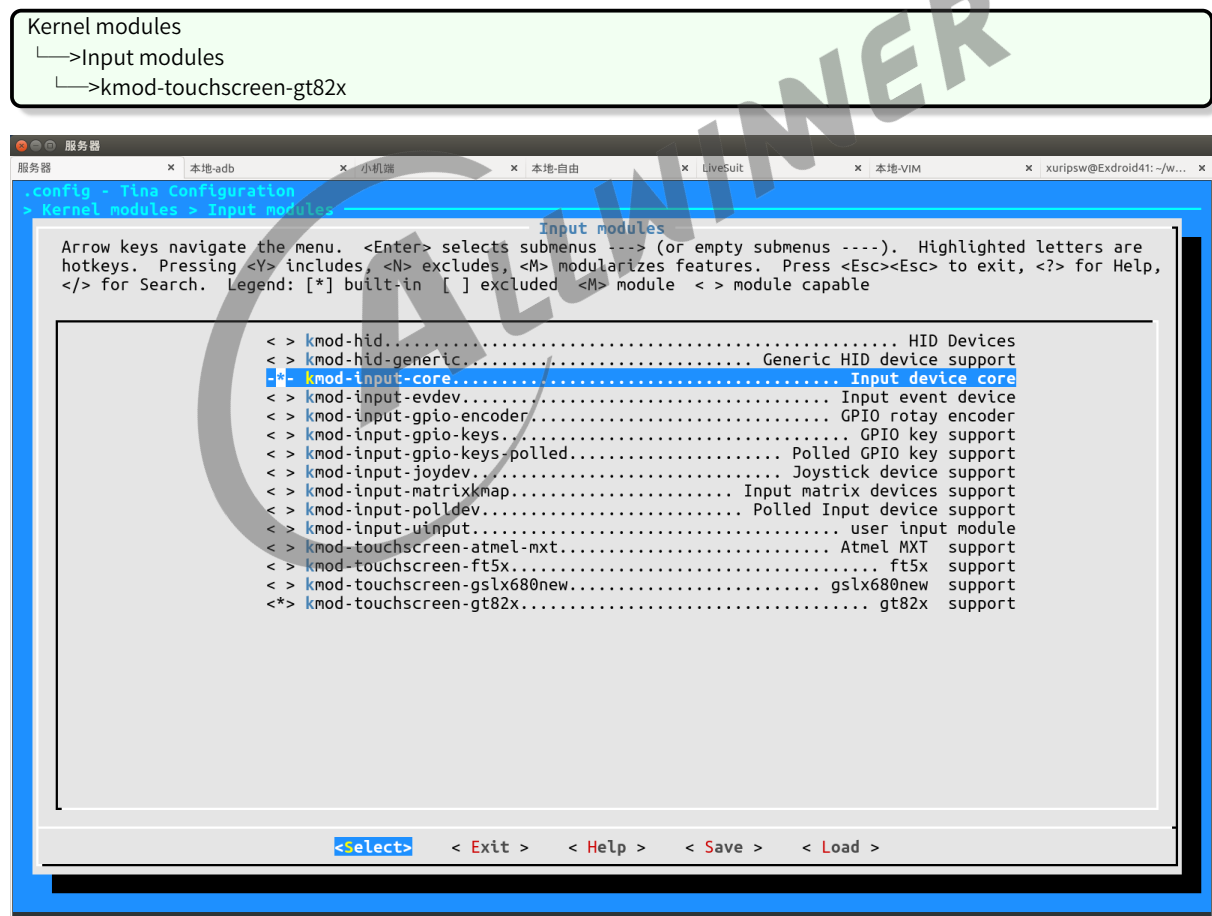 Kernel modules
└──>Input modules
└──>kmod-touchscreen-gt82x
服务器
服务器 × 本地-adb × 小机端 × 本地-自由 × LiveSuit × 本地-VIM × xuripsw@Exdroid41: ~/w... ×
.config - Tina Configuration
> Kernel modules > Input modules
Input modules
Arrow keys navigate the menu. <Enter> selects submenus ---> (or empty submenus ----). Highlighted letters are
hotkeys. Pressing <Y> includes, <N> excludes, <M> modularizes features. Press <Esc><Esc> to exit, <?> for Help,
</> for Search. Legend: [*] built-in [ ] excluded <M> module < > module capable
< > kmod-hid..................................................... HID Devices
< > kmod-hid-generic............................... Generic HID device support
-*- kmod-input-core........................................ Input device core
< > kmod-input-evdev...................................... Input event device
< > kmod-input-gpio-encoder............................... GPIO rotay encoder
< > kmod-input-gpio-keys.................................... GPIO key support
< > kmod-input-gpio-keys-polled...................... Polled GPIO key support
< > kmod-input-joydev................................. Joystick device support
< > kmod-input-matrixkmap....................... Input matrix devices support
< > kmod-input-polldev........................... Polled Input device support
< > kmod-input-uinput...................................... user input module
< > kmod-touchscreen-atmel-mxt............................ Atmel MXT support
< > kmod-touchscreen-ft5x...................................... ft5x support
< > kmod-touchscreen-gslx680new.......................... gslx680new support
<*> kmod-touchscreen-gt82x.................................... gt82x support
<Select> < Exit > < Help > < Save > < Load >
ALLWINNER